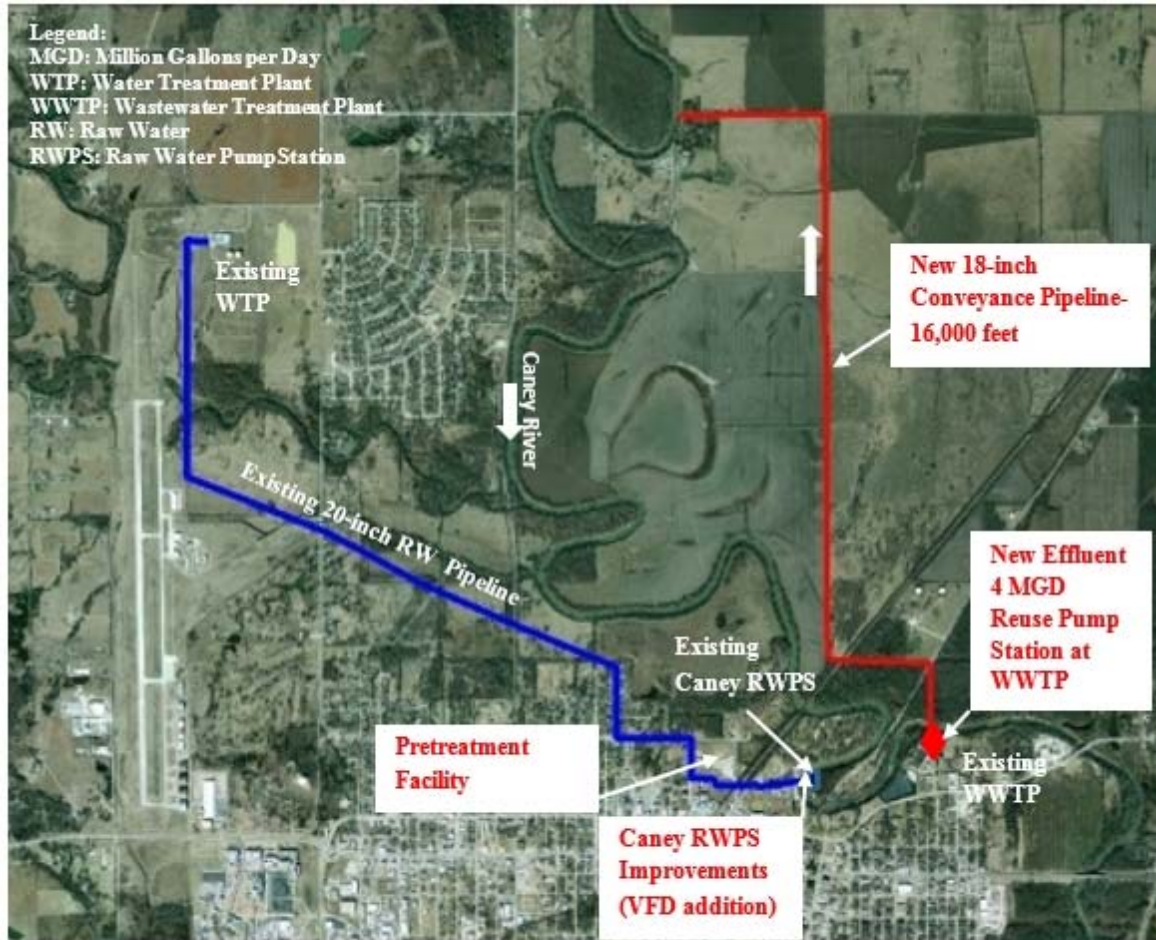 Legend:
MGD: Million Gallons per Day
WTP: Water Treatment Plant
WWTP: Wastewater Treatment Plant
RW: Raw Water
RWPS: Raw Water Pump Station
Existing
WTP
New 18-inch
Conveyance Pipeline-
16,000 feet
Caney River
Existing 20-inch RW Pipeline
New Effluent
4 MGD
Reuse Pump
Station at
WWTP
Existing
Caney RWPS
Pretreatment
Facility
Existing
WWTP
Caney RWPS
Improvements
(VFD addition)